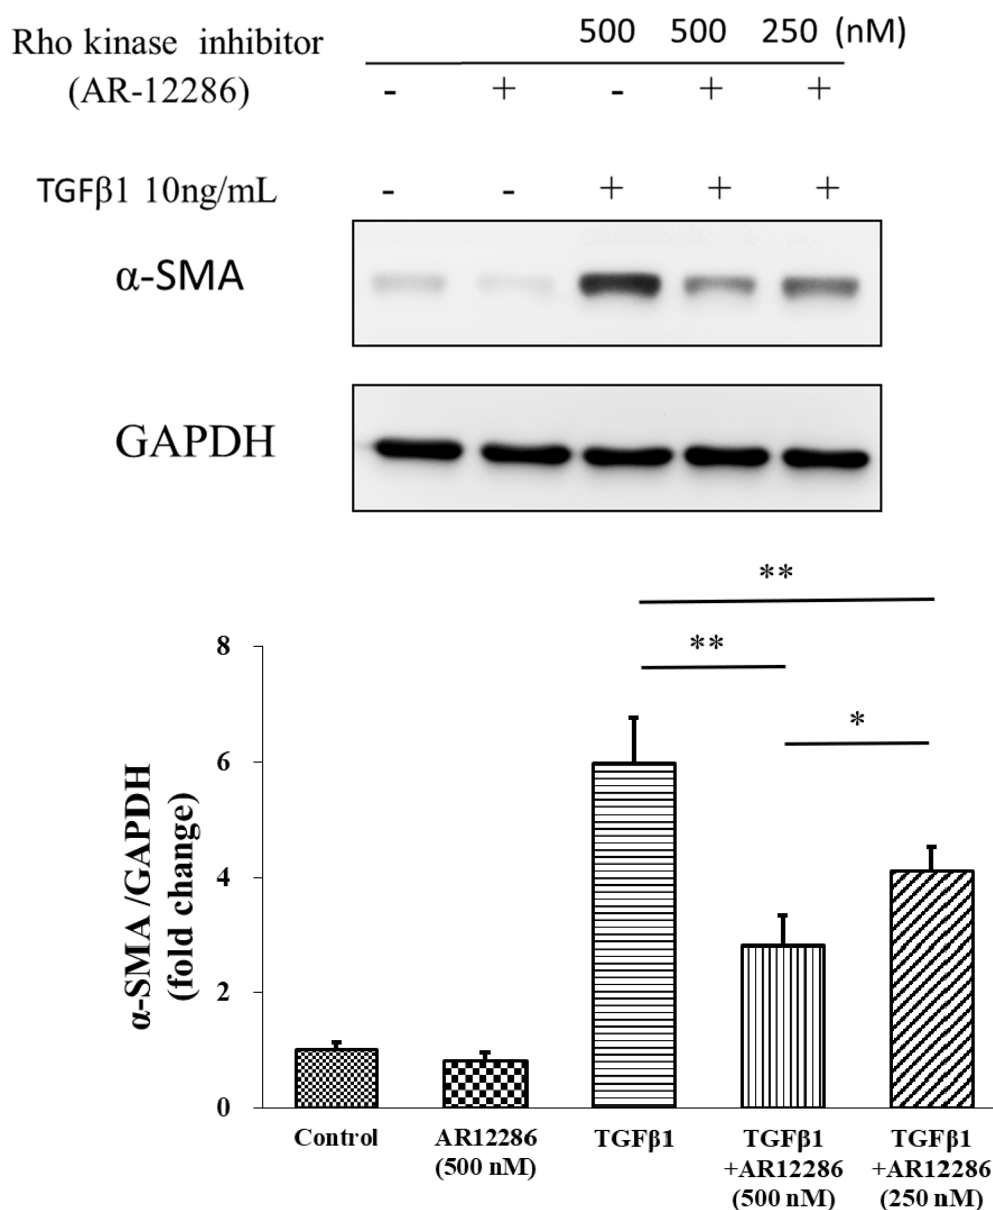 Rho kinase inhibitor 500 500 250 (nM)
(AR-12286) - + - + +
TGFβ1 10ng/mL - - + + +
α-SMA
GAPDH
**
**
*
8
6
4
2
0
α-SMA /GAPDH
(fold change)
Control
AR12286
(500 nM)
TGFβ1
TGFβ1
+AR12286
(500 nM)
TGFβ1
+AR12286
(250 nM)